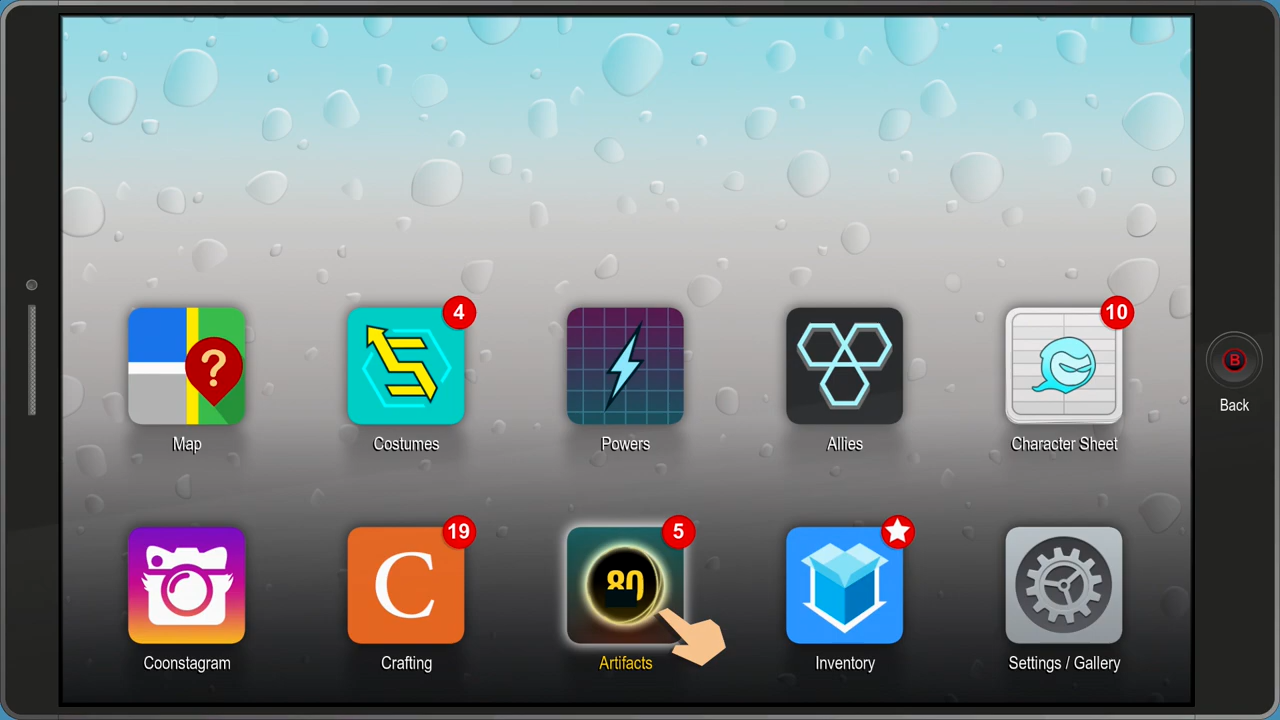 4
10
?
B
Back
Map
Costumes
Powers
Allies
Character Sheet
19
5
C
Coonstagram
Crafting
Artifacts
Inventory
Settings / Gallery